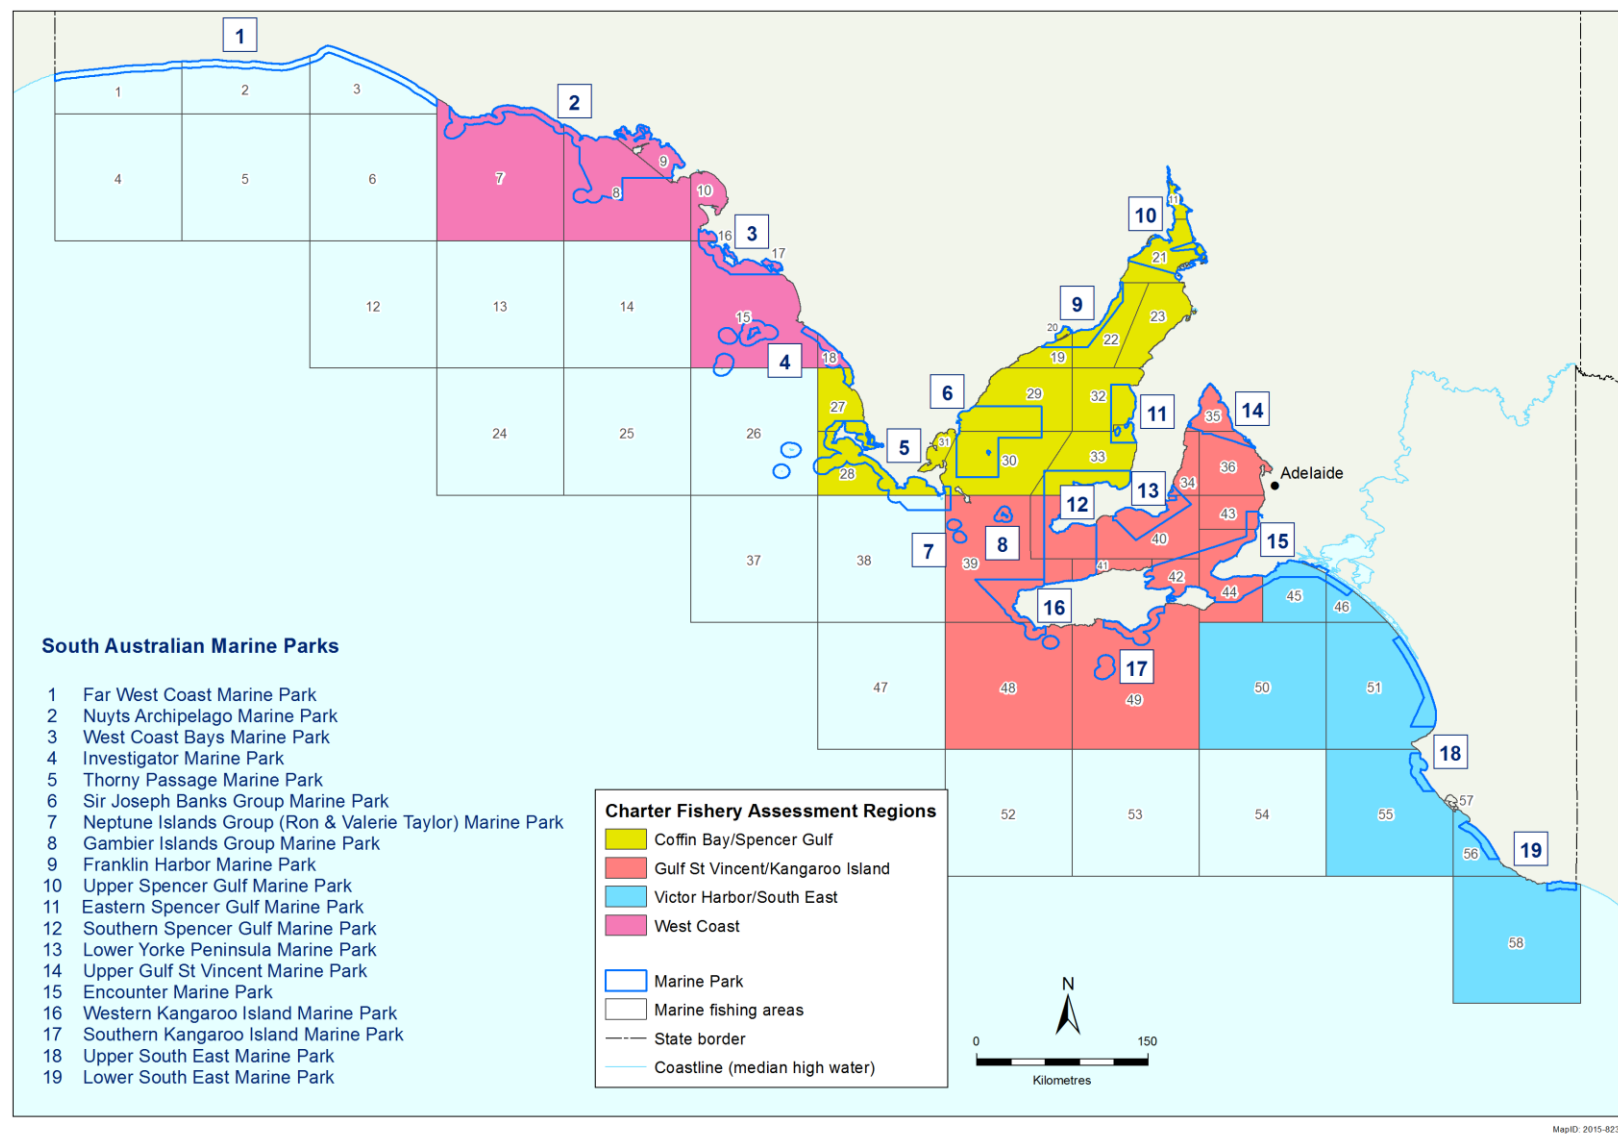 1
2
3
4
5
6
7
8
9
10
11
12
13
14
15
16
17
18
19
1
2
3
4
5
6
7
8
9
10
11
12
13
14
15
16
17
18
19
20
21
22
23
24
25
26
27
28
29
30
31
32
33
34
35
36
37
38
39
40
41
42
43
44
45
46
47
48
49
50
51
52
53
54
55
56
57
58
Adelaide
South Australian Marine Parks
1 Far West Coast Marine Park
2 Nuyts Archipelago Marine Park
3 West Coast Bays Marine Park
4 Investigator Marine Park
5 Thorny Passage Marine Park
6 Sir Joseph Banks Group Marine Park
7 Neptune Islands Group (Ron & Valerie Taylor) Marine Park
8 Gambier Islands Group Marine Park
9 Franklin Harbor Marine Park
10 Upper Spencer Gulf Marine Park
11 Eastern Spencer Gulf Marine Park
12 Southern Spencer Gulf Marine Park
13 Lower Yorke Peninsula Marine Park
14 Upper Gulf St Vincent Marine Park
15 Encounter Marine Park
16 Western Kangaroo Island Marine Park
17 Southern Kangaroo Island Marine Park
18 Upper South East Marine Park
19 Lower South East Marine Park
Charter Fishery Assessment Regions
Coffin Bay/Spencer Gulf
Gulf St Vincent/Kangaroo Island
Victor Harbor/South East
West Coast
Marine Park
Marine fishing areas
State border
Coastline (median high water)
N
0 150
Kilometres
MapID: 2015-823